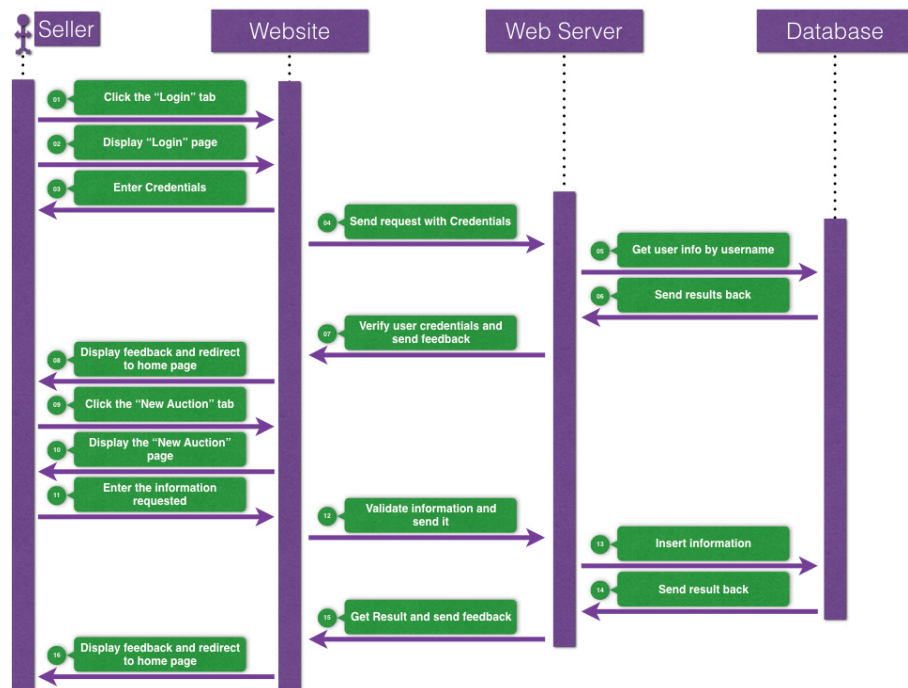 Seller
Website
Web Server
Database
01
Click the “Login” tab
02
Display “Login” page
03
Enter Credentials
04
Send request with Credentials
05
Get user info by username
06
Send results back
07
Verify user credentials and
send feedback
08
Display feedback and redirect
to home page
09
Click the “New Auction” tab
10
Display the “New Auction”
page
11
Enter the information
requested
12
Validate information and
send it
13
Insert information
14
Send result back
15
Get Result and send feedback
16
Display feedback and redirect
to home page